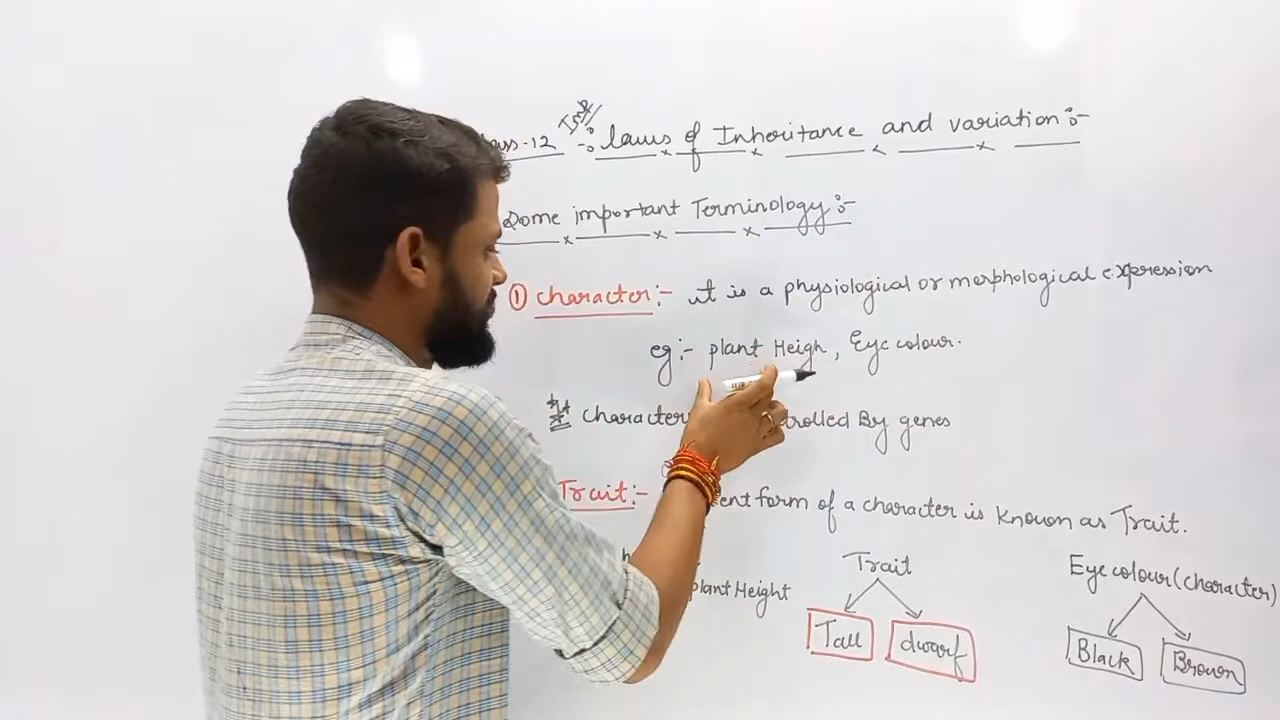 Imp
-12 -: laws of Inheritance and variation :-
Some important Terminology :-
① character :- it is a physiological or morphological expression
eg :- plant Heigh, Eye colour.
*** character trolled By genes
Trait :- ent form of a character is known as Trait.
plant Height
Trait
Tall dwarf
Eye colour (character)
Black Brown